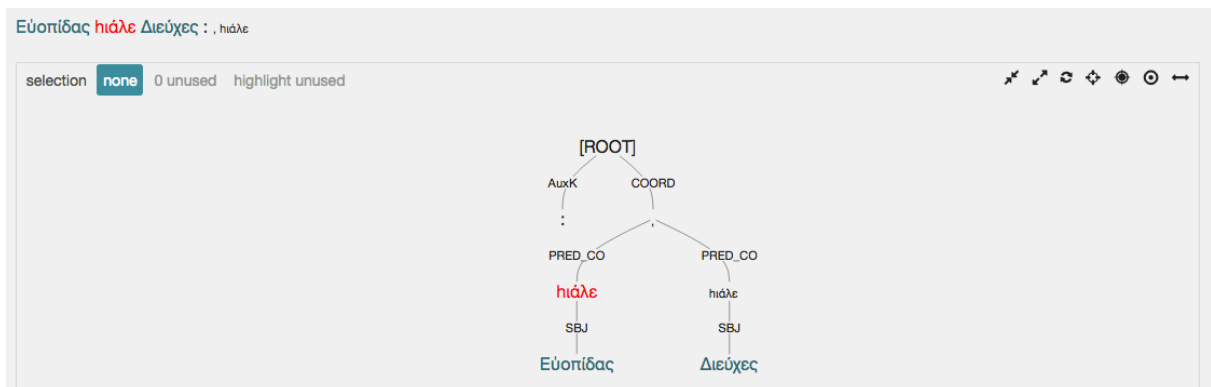 Εὐοπίδας hιάλε Διεύχες : , hιάλε
selection none 0 unused highlight unused
[ROOT]
AuxK COORD
: ,
PRED_CO PRED_CO
hιάλε hιάλε
SBJ SBJ
Εὐοπίδας Διεύχες